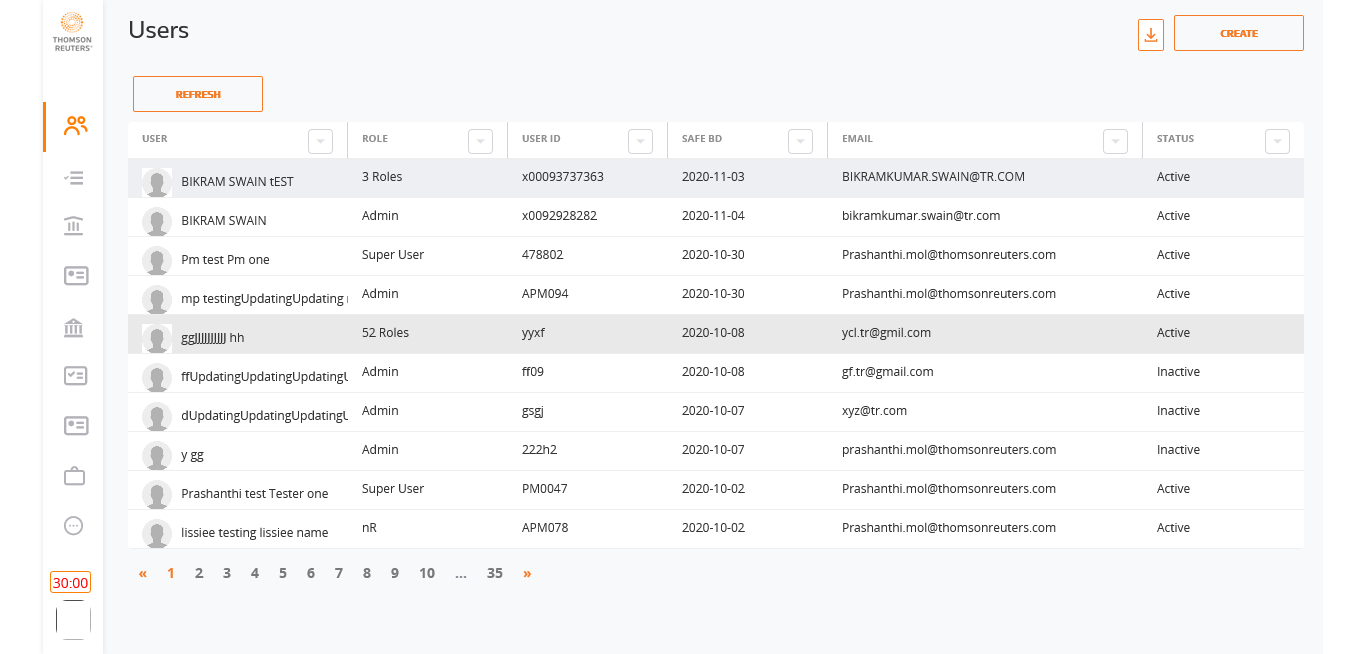 THOMSON
REUTERS®
Users
CREATE
REFRESH
USER ROLE USER ID SAFE BD EMAIL STATUS
BIKRAM SWAIN tEST 3 Roles x00093737363 2020-11-03 BIKRAMKUMAR.SWAIN@TR.COM Active
BIKRAM SWAIN Admin x0092928282 2020-11-04 bikramkumar.swain@tr.com Active
Pm test Pm one Super User 478802 2020-10-30 Prashanthi.mol@thomsonreuters.com Active
mp testingUpdatingUpdating Admin APM094 2020-10-30 Prashanthi.mol@thomsonreuters.com Active
hh 52 Roles yyxf 2020-10-08 ycl.tr@gmil.com Active
ffUpdatingUpdatingUpdatingU Admin ff09 2020-10-08 gf.tr@gmail.com Inactive
dUpdatingUpdatingUpdatingU Admin gsgj 2020-10-07 xyz@tr.com Inactive
y gg Admin 222h2 2020-10-07 prashanthi.mol@thomsonreuters.com Inactive
Prashanthi test Tester one Super User PM0047 2020-10-02 Prashanthi.mol@thomsonreuters.com Active
lissiee testing lissiee name nR APM078 2020-10-02 Prashanthi.mol@thomsonreuters.com Active
« 1 2 3 4 5 6 7 8 9 10 ... 35 »
30:00